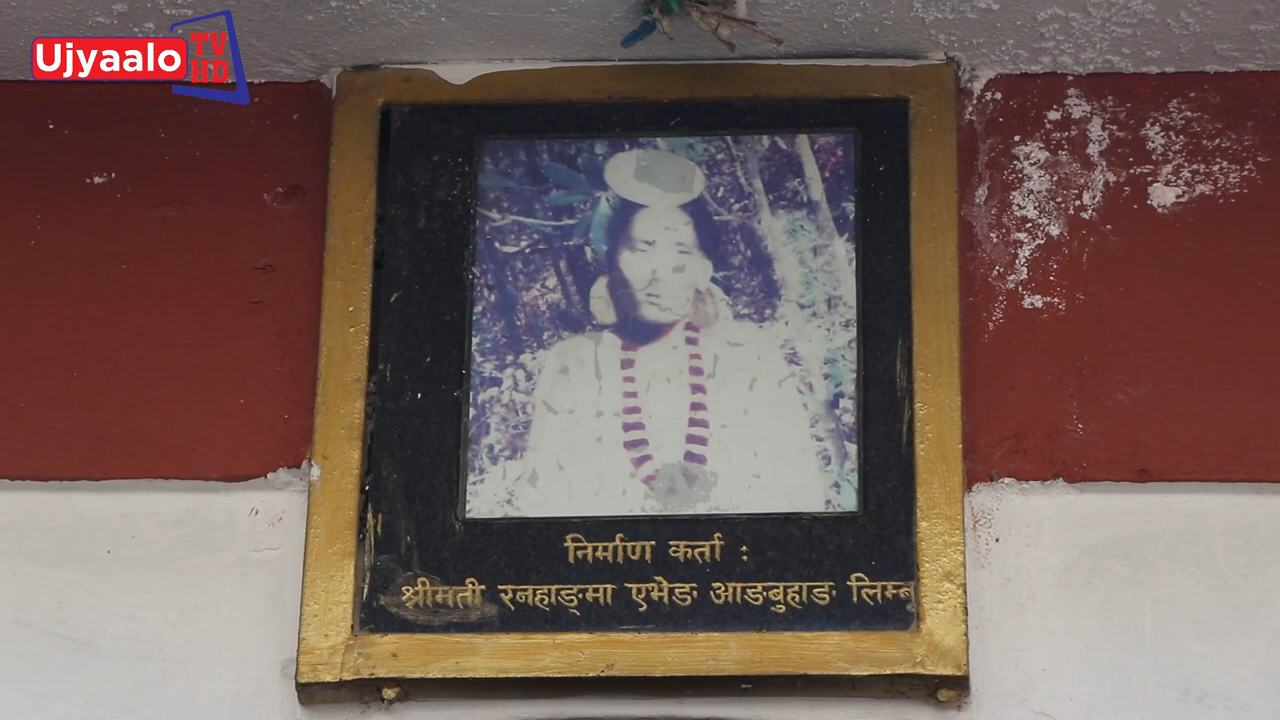 Ujyaalo
TV
HD
निर्माण कर्ता :
श्रीमती रनहाङ्मा एभेङ आङबुहाङ लिम्बु